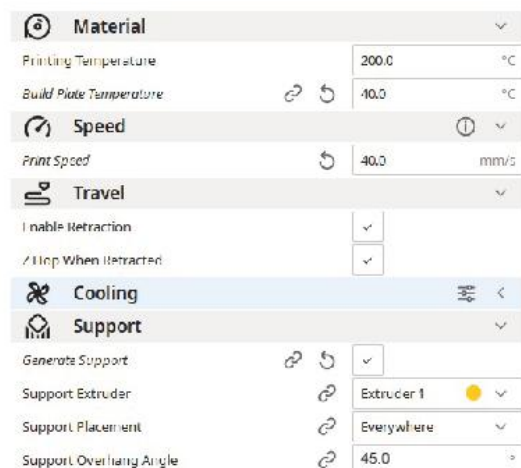 Material
Printing Temperature 200.0 °C
Build Plate Temperature 40.0 °C
Speed
Print Speed 40.0 mm/s
Travel
Enable Retraction
Z Hop When Retracted
Cooling
Support
Generate Support
Support Extruder Extruder 1
Support Placement Everywhere
Support Overhang Angle 45.0 °